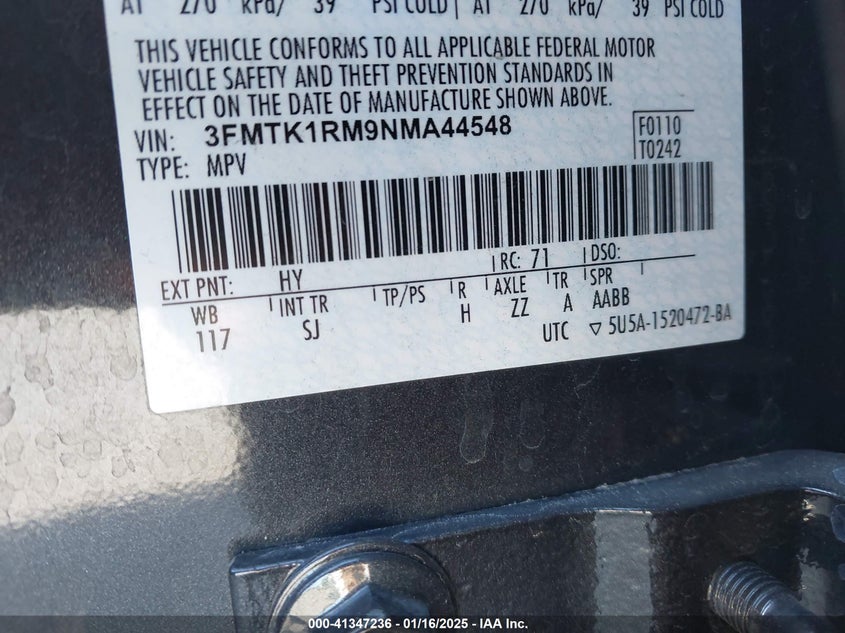 AT 270 kPa/ 39 PSI COLD | AT 270 kPa/ 39 PSI COLD
THIS VEHICLE CONFORMS TO ALL APPLICABLE FEDERAL MOTOR
VEHICLE SAFETY AND THEFT PREVENTION STANDARDS IN
EFFECT ON THE DATE OF MANUFACTURE SHOWN ABOVE.
VIN: 3FMTK1RM9NMA44548
F0110
TYPE: MPV
T0242
EXT PNT: HY RC: 71 DSO:
WB INT TR TP/PS R AXLE TR SPR
117 SJ H ZZ A AABB
UTC ▽ 5U5A-1520472-BA
000-41347236 - 01/16/2025 - IAA Inc.